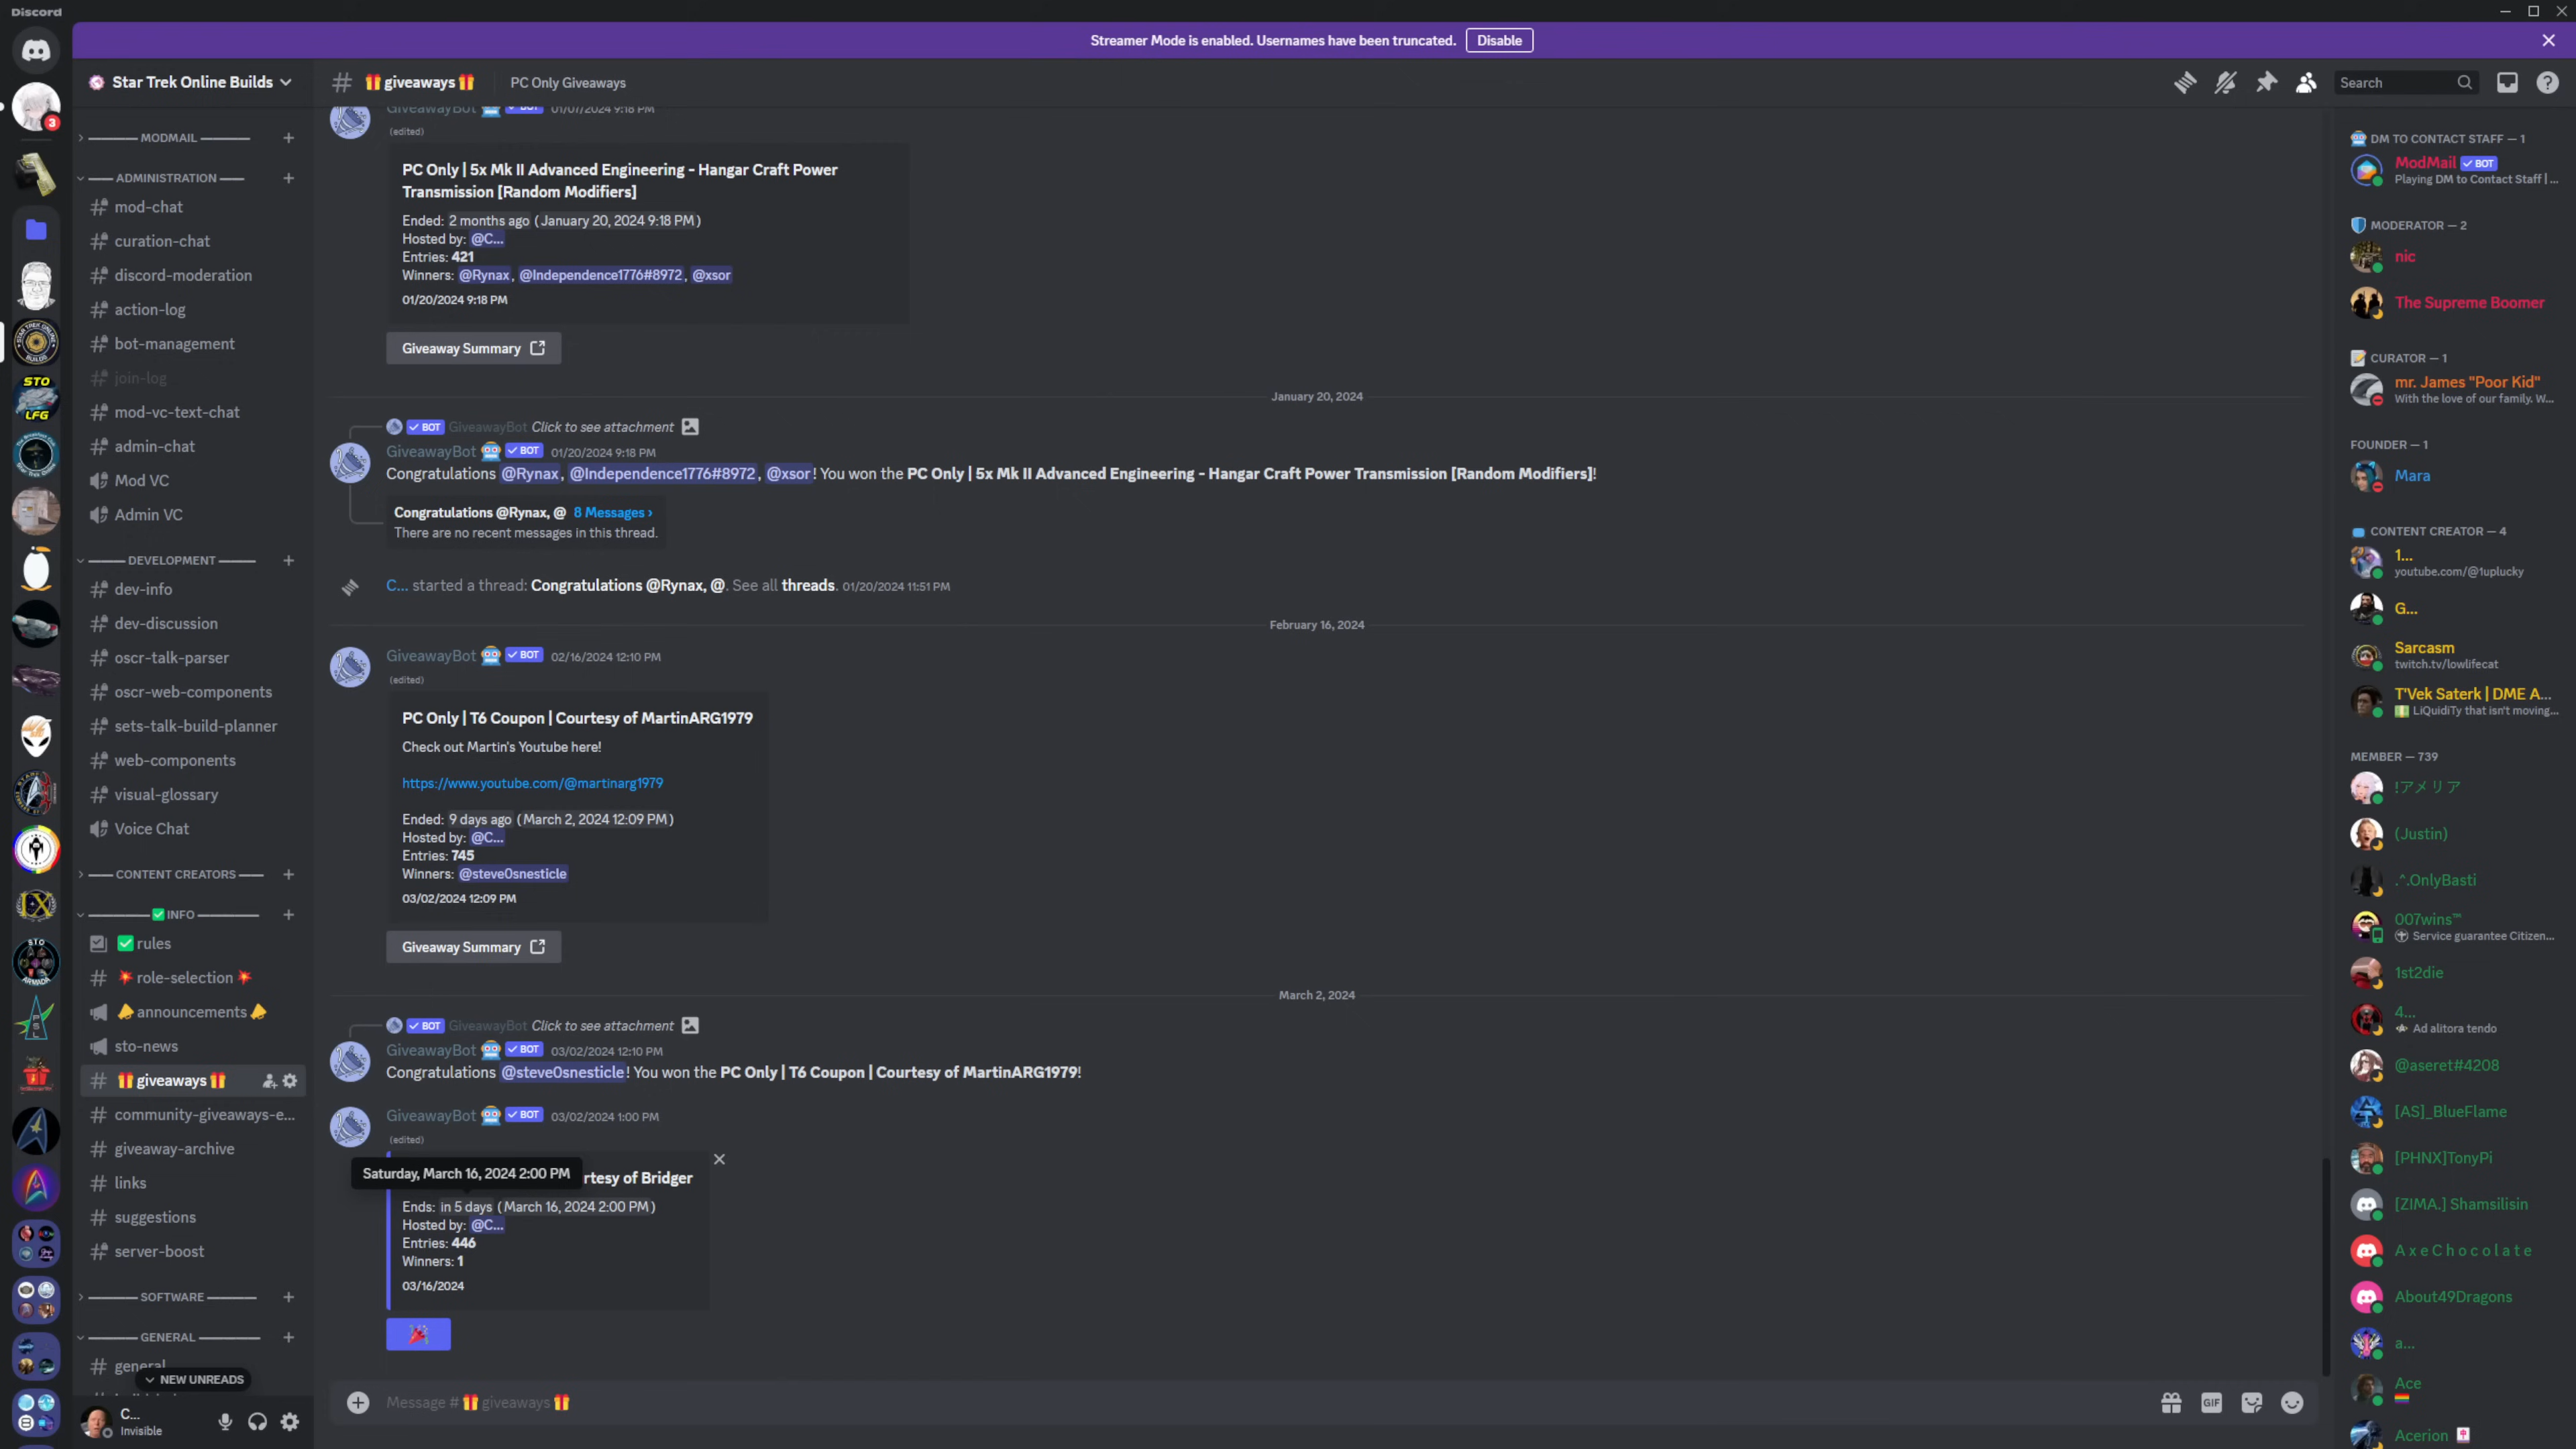 Discord
Streamer Mode is enabled. Usernames have been truncated. Disable
Star Trek Online Builds
giveaways
PC Only Giveaways
Search
3
STO
LFG
MODMAIL
ADMINISTRATION
mod-chat
curation-chat
discord-moderation
action-log
bot-management
join-log
mod-vc-text-chat
admin-chat
Mod VC
Admin VC
DEVELOPMENT
dev-info
dev-discussion
oscr-talk-parser
oscr-web-components
sets-talk-build-planner
web-components
visual-glossary
Voice Chat
CONTENT CREATORS
INFO
rules
role-selection
announcements
sto-news
giveaways
community-giveaways-e...
giveaway-archive
links
suggestions
server-boost
SOFTWARE
GENERAL
general
NEW UNREADS
C...
Invisible
GiveawayBot BOT 01/07/2024 9:18 PM
(edited)
PC Only | 5x Mk II Advanced Engineering - Hangar Craft Power
Transmission [Random Modifiers]
Ended: 2 months ago (January 20, 2024 9:18 PM)
Hosted by: @C...
Entries: 421
Winners: @Rynax, @Independence1776#8972, @xsor
01/20/2024 9:18 PM
Giveaway Summary
January 20, 2024
BOT GiveawayBot Click to see attachment
GiveawayBot BOT 01/20/2024 9:18 PM
Congratulations @Rynax, @Independence1776#8972, @xsor! You won the PC Only | 5x Mk II Advanced Engineering - Hangar Craft Power Transmission [Random Modifiers]!
Congratulations @Rynax, @ 8 Messages ›
There are no recent messages in this thread.
C... started a thread: Congratulations @Rynax, @. See all threads. 01/20/2024 11:51 PM
February 16, 2024
GiveawayBot BOT 02/16/2024 12:10 PM
(edited)
PC Only | T6 Coupon | Courtesy of MartinARG1979
Check out Martin's Youtube here!
https://www.youtube.com/@martinarg1979
Ended: 9 days ago (March 2, 2024 12:09 PM)
Hosted by: @C...
Entries: 745
Winners: @steve0snesticle
03/02/2024 12:09 PM
Giveaway Summary
March 2, 2024
BOT GiveawayBot Click to see attachment
GiveawayBot BOT 03/02/2024 12:10 PM
Congratulations @steve0snesticle! You won the PC Only | T6 Coupon | Courtesy of MartinARG1979!
GiveawayBot BOT 03/02/2024 1:00 PM
(edited)
Saturday, March 16, 2024 2:00 PM
rtesy of Bridger
Ends: in 5 days (March 16, 2024 2:00 PM)
Hosted by: @C...
Entries: 446
Winners: 1
03/16/2024
Message # giveaways
GIF
DM TO CONTACT STAFF — 1
ModMail BOT
Playing DM to Contact Staff | ...
MODERATOR — 2
nic
The Supreme Boomer
CURATOR — 1
mr. James "Poor Kid"
With the love of our family. W...
FOUNDER — 1
Mara
CONTENT CREATOR — 4
1...
youtube.com/@1uplucky
G...
Sarcasm
twitch.tv/lowlifecat
T'Vek Saterk | DME A...
LiQuidiTy that isn't moving...
MEMBER — 739
!アメリア
(Justin)
.^.OnlyBasti
007wins™
Service guarantee Citizen...
1st2die
4...
Ad alitora tendo
@aseret#4208
[AS]_BlueFlame
[PHNX]TonyPi
[ZIMA.] Shamsilisin
A x e C h o c o l a t e
About49Dragons
a...
Ace
Acerion